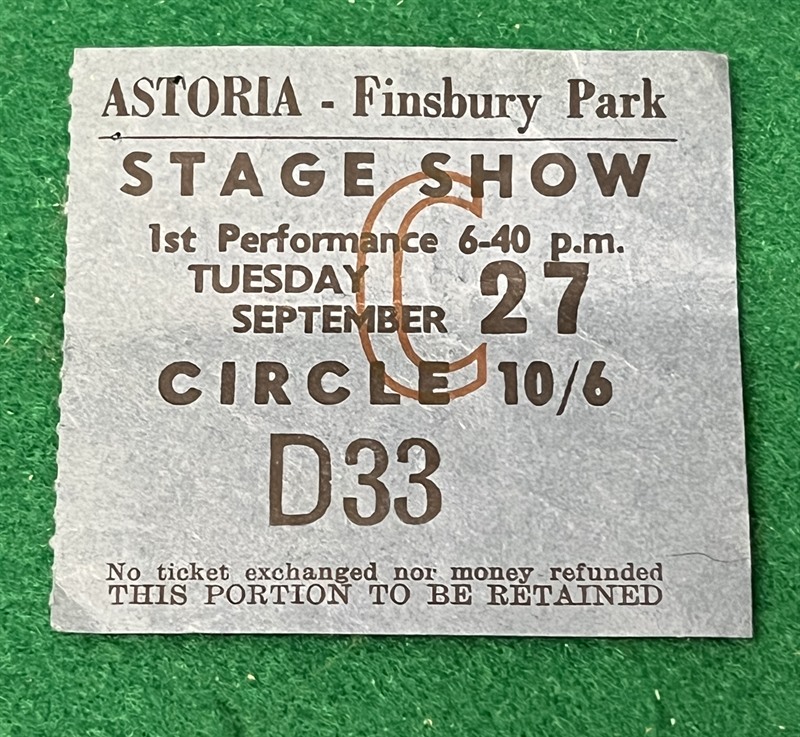 ASTORIA - Finsbury Park
STAGE SHOW
C
1st Performance 6-40 p.m.
TUESDAY
SEPTEMBER 27
CIRCLE 10/6
D33
No ticket exchanged nor money refunded
THIS PORTION TO BE RETAINED